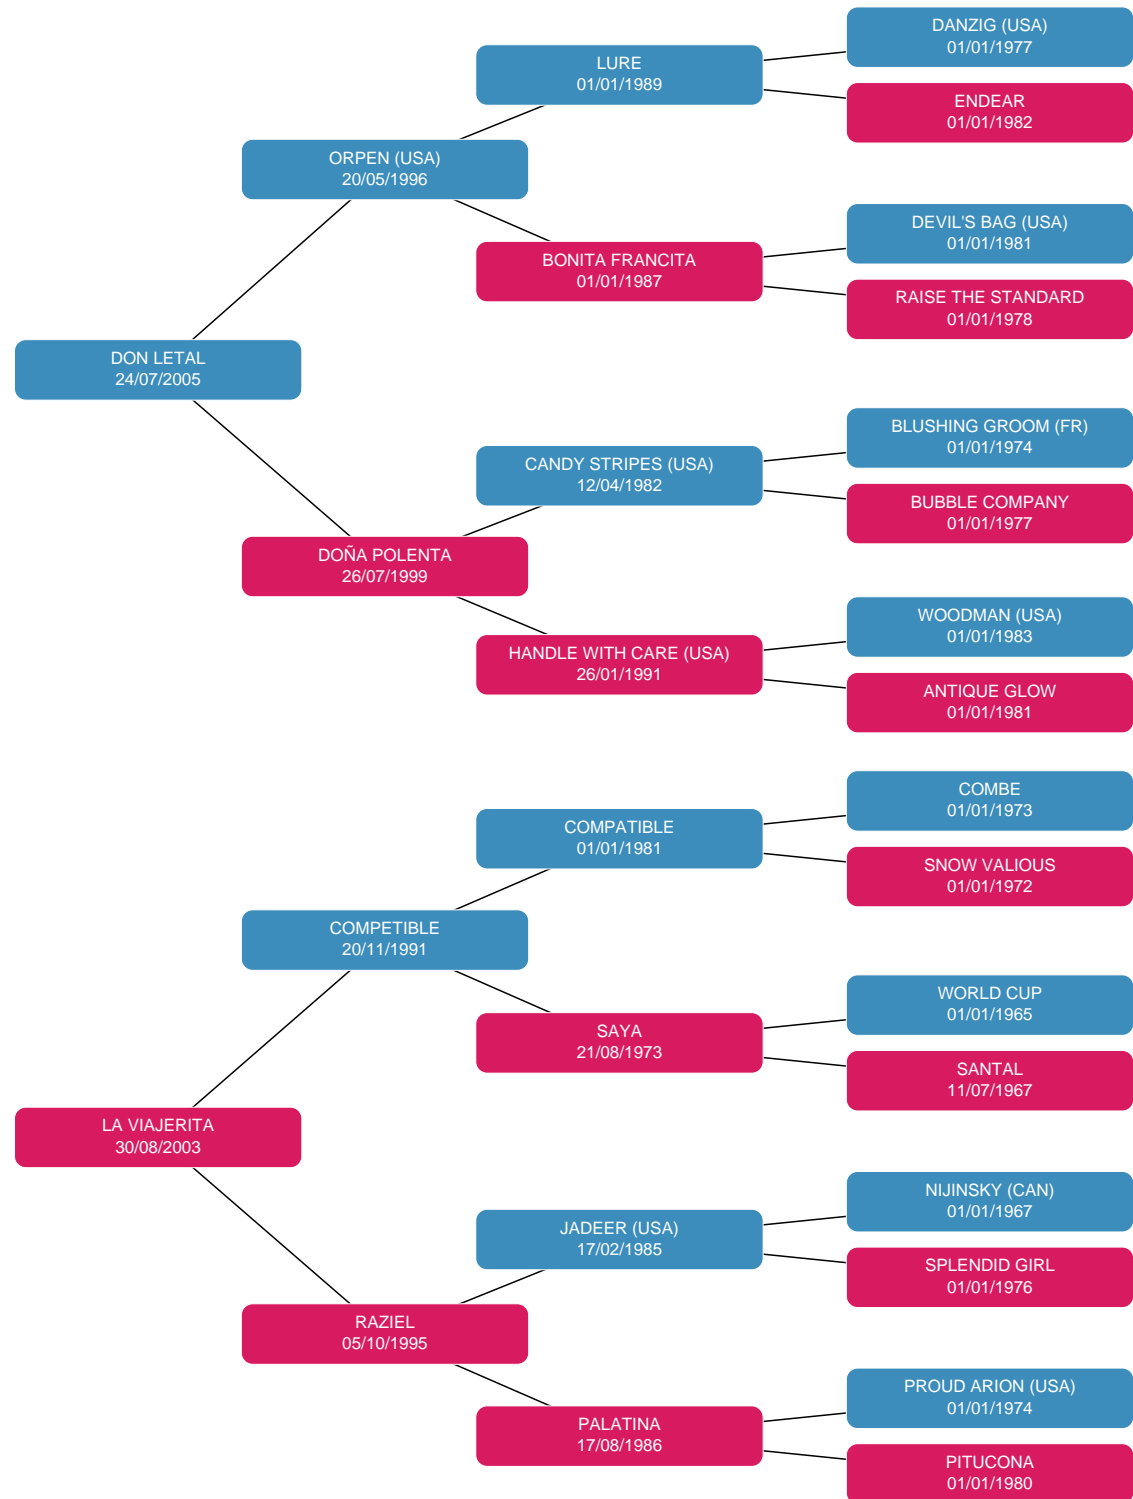 DANZIG (USA)
01/01/1977
LURE
01/01/1989
ENDEAR
01/01/1982
ORPEN (USA)
20/05/1996
DEVIL'S BAG (USA)
01/01/1981
BONITA FRANCITA
01/01/1987
RAISE THE STANDARD
01/01/1978
DON LETAL
24/07/2005
BLUSHING GROOM (FR)
01/01/1974
CANDY STRIPES (USA)
12/04/1982
BUBBLE COMPANY
01/01/1977
DOÑA POLENTA
26/07/1999
WOODMAN (USA)
01/01/1983
HANDLE WITH CARE (USA)
26/01/1991
ANTIQUE GLOW
01/01/1981
COMBE
01/01/1973
COMPATIBLE
01/01/1981
SNOW VALIOUS
01/01/1972
COMPETIBLE
20/11/1991
WORLD CUP
01/01/1965
SAYA
21/08/1973
SANTAL
11/07/1967
LA VIAJERITA
30/08/2003
NIJINSKY (CAN)
01/01/1967
JADEER (USA)
17/02/1985
SPLENDID GIRL
01/01/1976
RAZIEL
05/10/1995
PROUD ARION (USA)
01/01/1974
PALATINA
17/08/1986
PITUCONA
01/01/1980